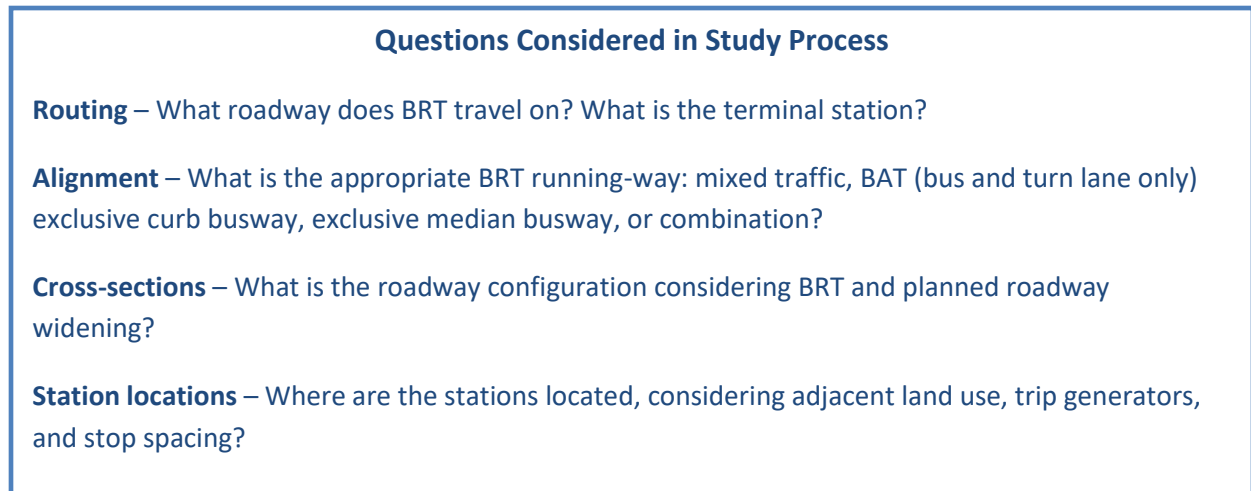 Questions Considered in Study Process
Routing – What roadway does BRT travel on? What is the terminal station?
Alignment – What is the appropriate BRT running-way: mixed traffic, BAT (bus and turn lane only)
exclusive curb busway, exclusive median busway, or combination?
Cross-sections – What is the roadway configuration considering BRT and planned roadway
widening?
Station locations – Where are the stations located, considering adjacent land use, trip generators,
and stop spacing?